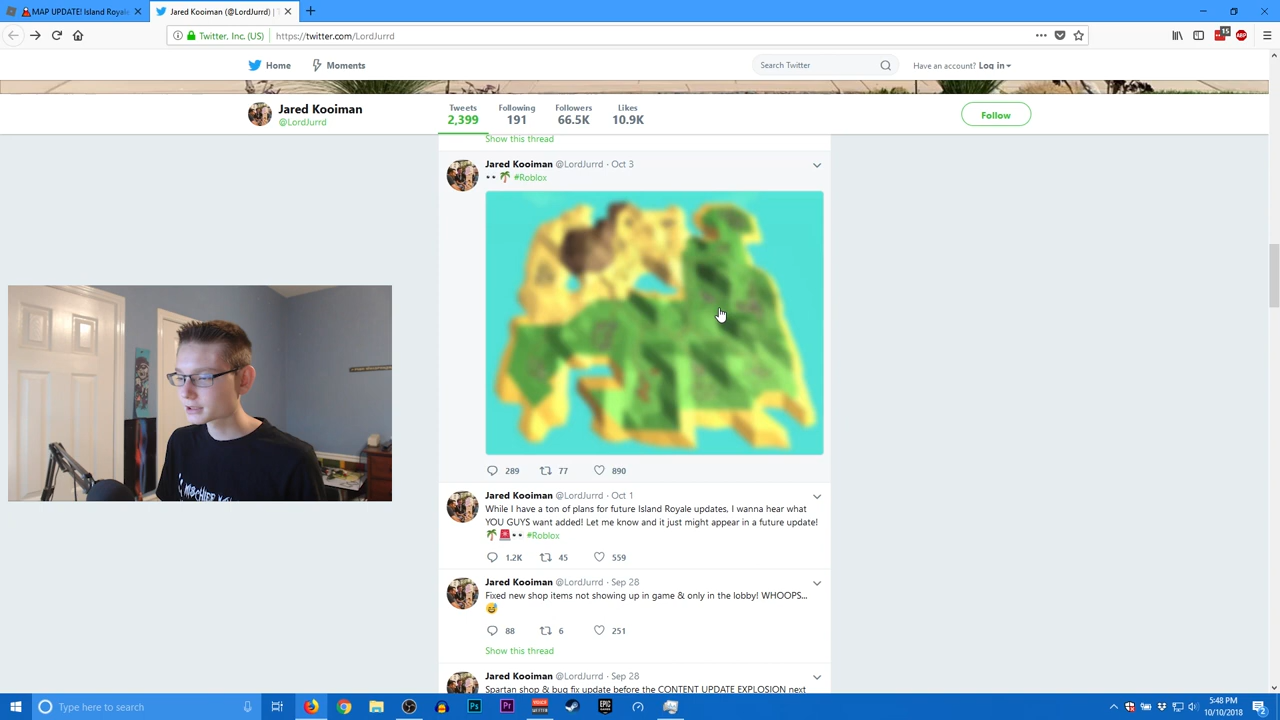 MAP UPDATE! Island Royale
Jared Kooiman (@LordJurrd) |
Twitter, Inc. (US)
https://twitter.com/LordJurrd
15
ABP
Home
Moments
Search Twitter
Have an account? Log in
Jared Kooiman
@LordJurrd
Tweets
2,399
Following
191
Followers
66.5K
Likes
10.9K
Follow
Show this thread
Jared Kooiman @LordJurrd · Oct 3
👀 🌴 #Roblox
289 77 890
Jared Kooiman @LordJurrd · Oct 1
While I have a ton of plans for future Island Royale updates, I wanna hear what
YOU GUYS want added! Let me know and it just might appear in a future update!
🌴🚨👀 #Roblox
1.2K 45 559
Jared Kooiman @LordJurrd · Sep 28
Fixed new shop items not showing up in game & only in the lobby! WHOOPS...
😅
88 6 251
Show this thread
Jared Kooiman @LordJurrd · Sep 28
Spartan shop & bug fix update before the CONTENT UPDATE EXPLOSION next
Type here to search
Ps
Pr
EPIC
5:48 PM
10/10/2018
2